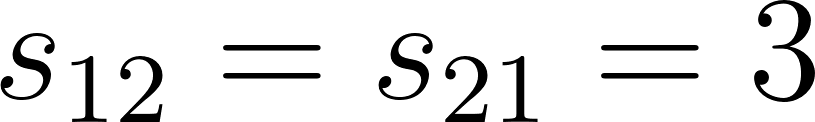 s₁₂ = s₂₁ = 3